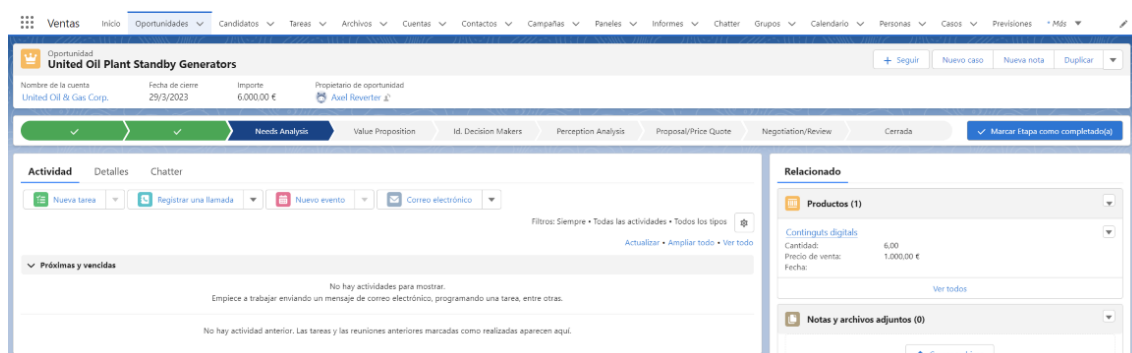 Ventas Inicio Oportunidades Candidatos Tareas Archivos Cuentas Contactos Campañas Paneles Informes Chatter Grupos Calendario Personas Casos Previsiones * Más
Oportunidad
United Oil Plant Standby Generators
+ Seguir Nuevo caso Nueva nota Duplicar
Nombre de la cuenta Fecha de cierre Importe Propietario de oportunidad
United Oil & Gas Corp. 29/3/2023 6.000,00 € Axel Reverter
Needs Analysis Value Proposition Id. Decision Makers Perception Analysis Proposal/Price Quote Negotiation/Review Cerrada Marcar Etapa como completado(a)
Actividad Detalles Chatter
Nueva tarea Registrar una llamada Nuevo evento Correo electrónico
Filtros: Siempre • Todas las actividades • Todos los tipos
Actualizar • Ampliar todo • Ver todo
Próximas y vencidas
No hay actividades para mostrar.
Empiece a trabajar enviando un mensaje de correo electrónico, programando una tarea, entre otras.
No hay actividad anterior. Las tareas y las reuniones anteriores marcadas como realizadas aparecen aquí.
Relacionado
Productos (1)
Continguts digitals
Cantidad: 6,00
Precio de venta: 1.000,00 €
Fecha:
Ver todos
Notas y archivos adjuntos (0)